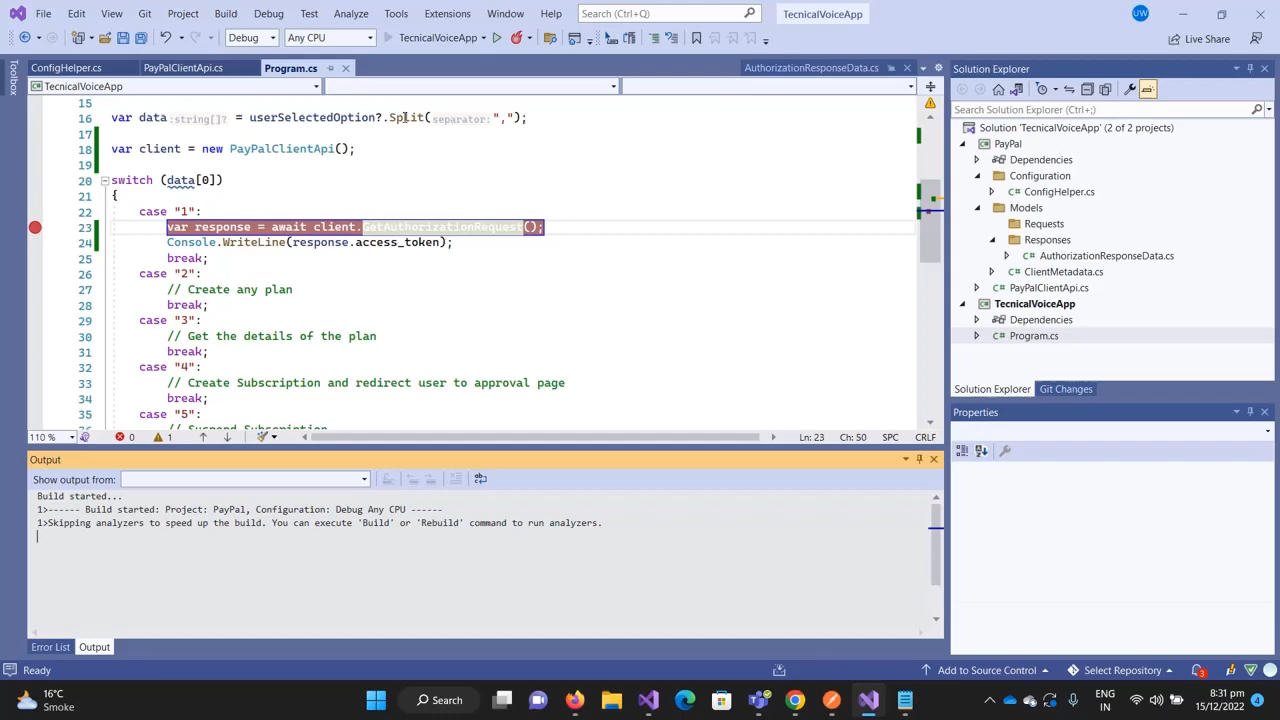 File Edit View Git Project Build Debug Test Analyze Tools Extensions Window Help Search (Ctrl+Q) TecnicalVoiceApp UW
Debug Any CPU TecnicalVoiceApp Live Share
Toolbox
ConfigHelper.cs PayPalClientApi.cs Program.cs AuthorizationResponseData.cs
TecnicalVoiceApp
15
16 var data:string[]? = userSelectedOption?.Split(separator:",");
17
18 var client = new PayPalClientApi();
19
20 switch (data[0])
21 {
22 case "1":
23 var response = await client.GetAuthorizationRequest();
24 Console.WriteLine(response.access_token);
25 break;
26 case "2":
27 // Create any plan
28 break;
29 case "3":
30 // Get the details of the plan
31 break;
32 case "4":
33 // Create Subscription and redirect user to approval page
34 break;
35 case "5":
36 // Suspend Subscription
110 % 0 1 Ln: 23 Ch: 50 SPC CRLF
Output
Show output from:
Build started...
1>------ Build started: Project: PayPal, Configuration: Debug Any CPU ------
1>Skipping analyzers to speed up the build. You can execute 'Build' or 'Rebuild' command to run analyzers.
Error List Output
Solution Explorer
Search Solution Explorer (Ctrl+;)
Solution 'TecnicalVoiceApp' (2 of 2 projects)
PayPal
Dependencies
Configuration
C# ConfigHelper.cs
Models
Requests
Responses
C# AuthorizationResponseData.cs
C# ClientMetadata.cs
C# PayPalClientApi.cs
TecnicalVoiceApp
Dependencies
C# Program.cs
Solution Explorer Git Changes
Properties
Ready Add to Source Control Select Repository 3
16°C
Smoke
Search
ENG
IN
8:31 pm
15/12/2022
4